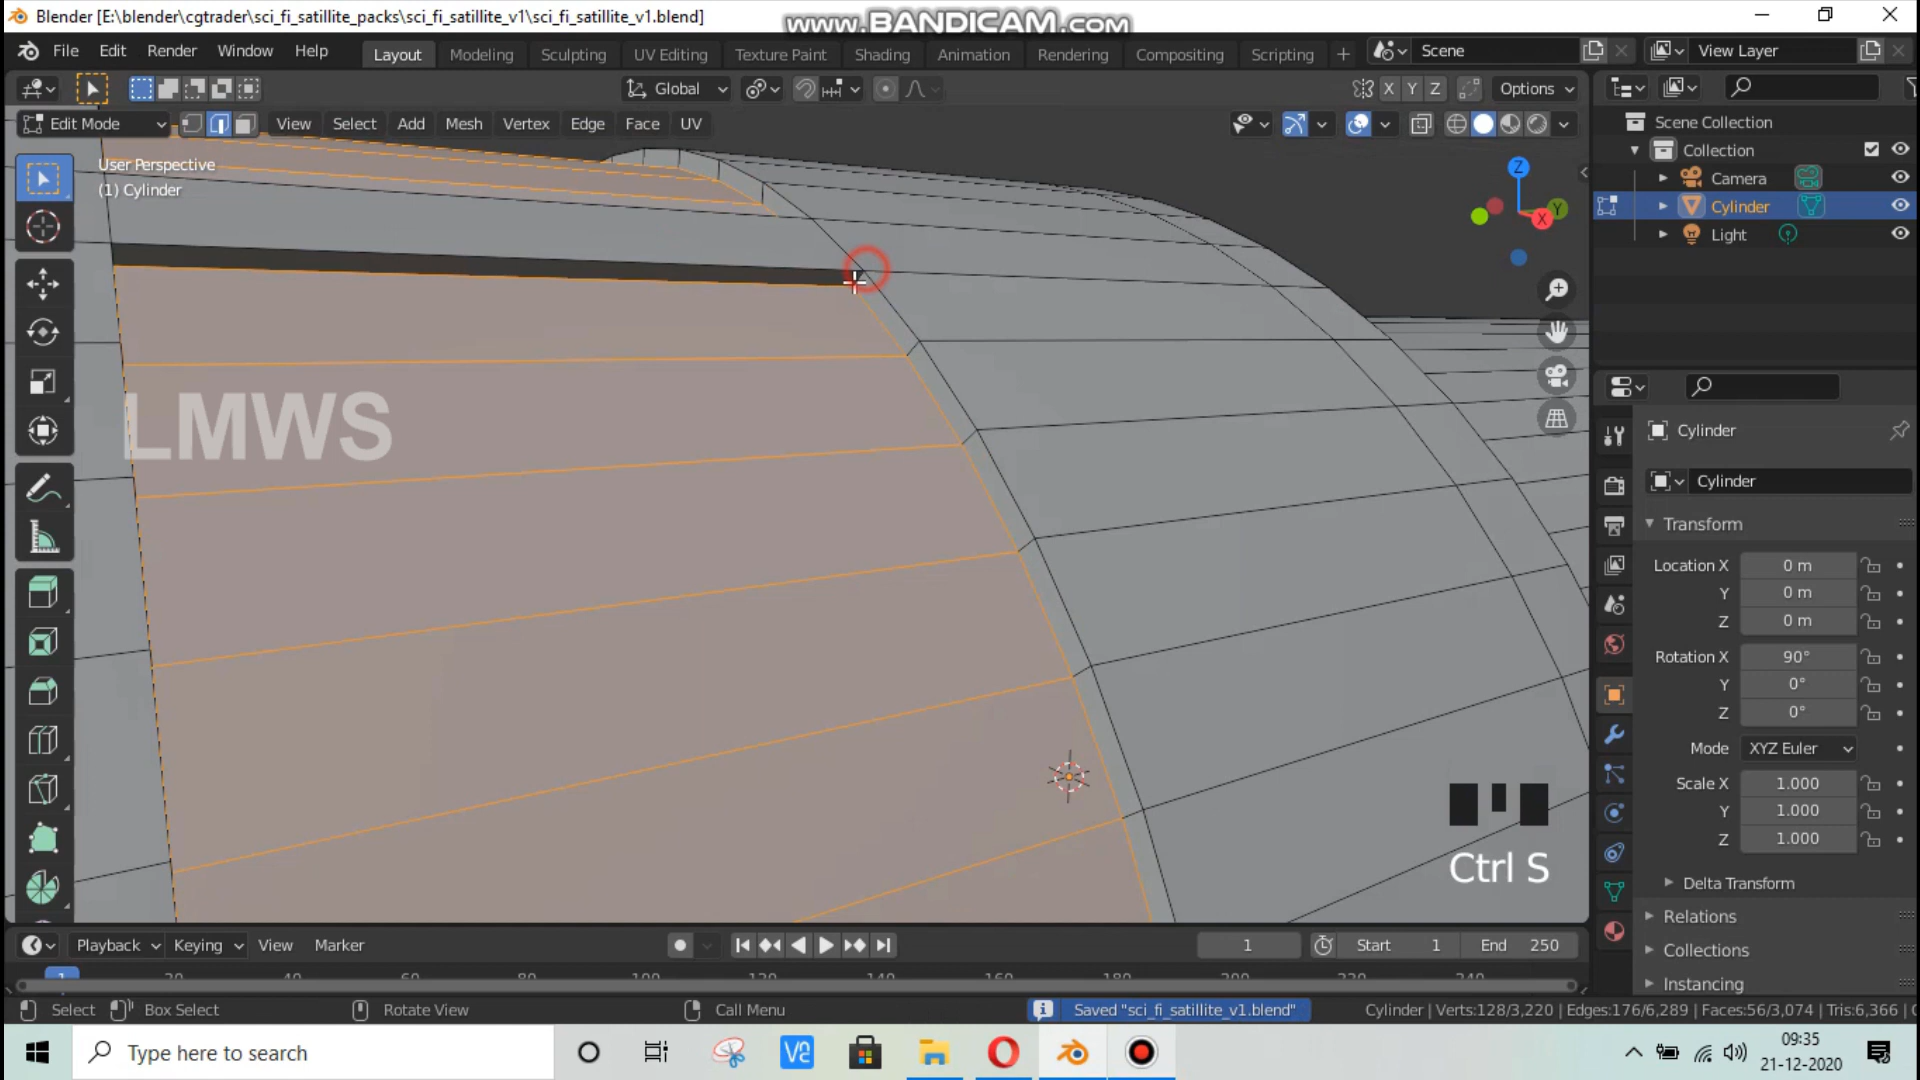 Blender [E:\blender\cgtrader\sci_fi_satillite_packs\sci_fi_satillite_v1\sci_fi_satillite_v1.blend]
www.BANDICAM.com
File Edit Render Window Help
Layout Modeling Sculpting UV Editing Texture Paint Shading Animation Rendering Compositing Scripting +
Scene
View Layer
Global
X Y Z
Options
Edit Mode
View Select Add Mesh Vertex Edge Face UV
Scene Collection
Collection
Camera
Cylinder
Light
User Perspective
(1) Cylinder
Z
Y
X
LMWS
Ctrl S
Cylinder
Cylinder
Transform
Location X 0 m
Y 0 m
Z 0 m
Rotation X 90°
Y 0°
Z 0°
Mode XYZ Euler
Scale X 1.000
Y 1.000
Z 1.000
Delta Transform
Relations
Collections
Instancing
Playback Keying View Marker
1
Start 1
End 250
Select Box Select Rotate View Call Menu
Saved "sci_fi_satillite_v1.blend"
Cylinder | Verts:128/3,220 | Edges:176/6,289 | Faces:56/3,074 | Tris:6,366 |
Type here to search
09:35
21-12-2020